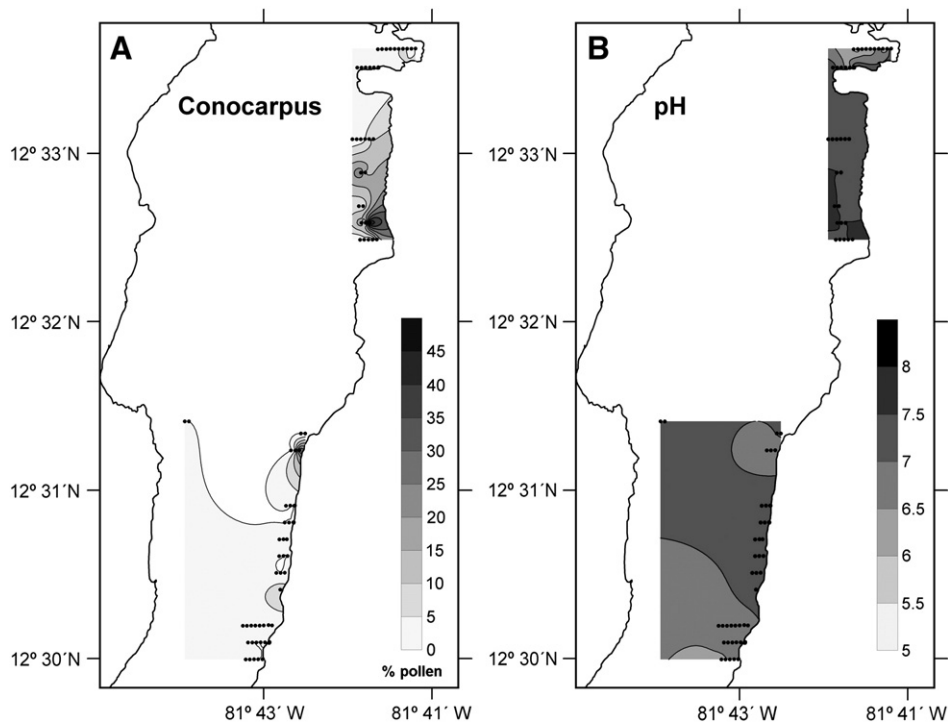 A
B
Conocarpus
pH
12º 33´N
12º 33´N
12º 32´N
12º 32´N
45
40
35
30
25
20
15
10
5
0
% pollen
8
7.5
7
6.5
6
5.5
5
12º 31´N
12º 31´N
12º 30´N
12º 30´N
81º 43´ W
81º 41´ W
81º 43´ W
81º 41´ W